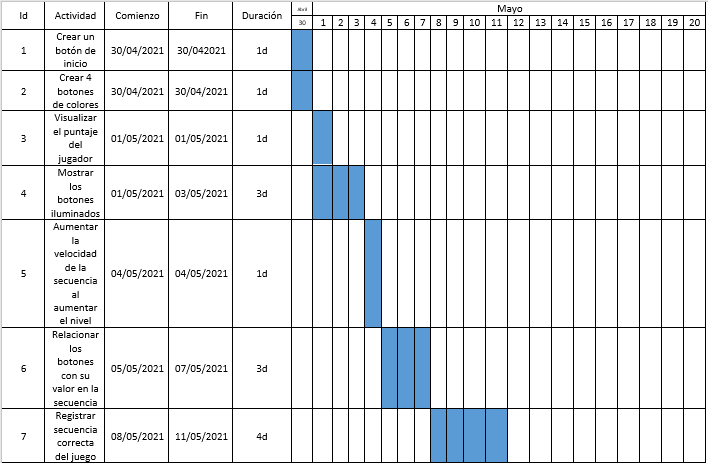 Id Actividad Comienzo Fin Duración Abril Mayo
30 1 2 3 4 5 6 7 8 9 10 11 12 13 14 15 16 17 18 19 20
1 Crear un botón de inicio 30/04/2021 30/042021 1d
2 Crear 4 botones de colores 30/04/2021 30/04/2021 1d
3 Visualizar el puntaje del jugador 01/05/2021 01/05/2021 1d
4 Mostrar los botones iluminados 01/05/2021 03/05/2021 3d
5 Aumentar la velocidad de la secuencia al aumentar el nivel 04/05/2021 04/05/2021 1d
6 Relacionar los botones con su valor en la secuencia 05/05/2021 07/05/2021 3d
7 Registrar secuencia correcta del juego 08/05/2021 11/05/2021 4d